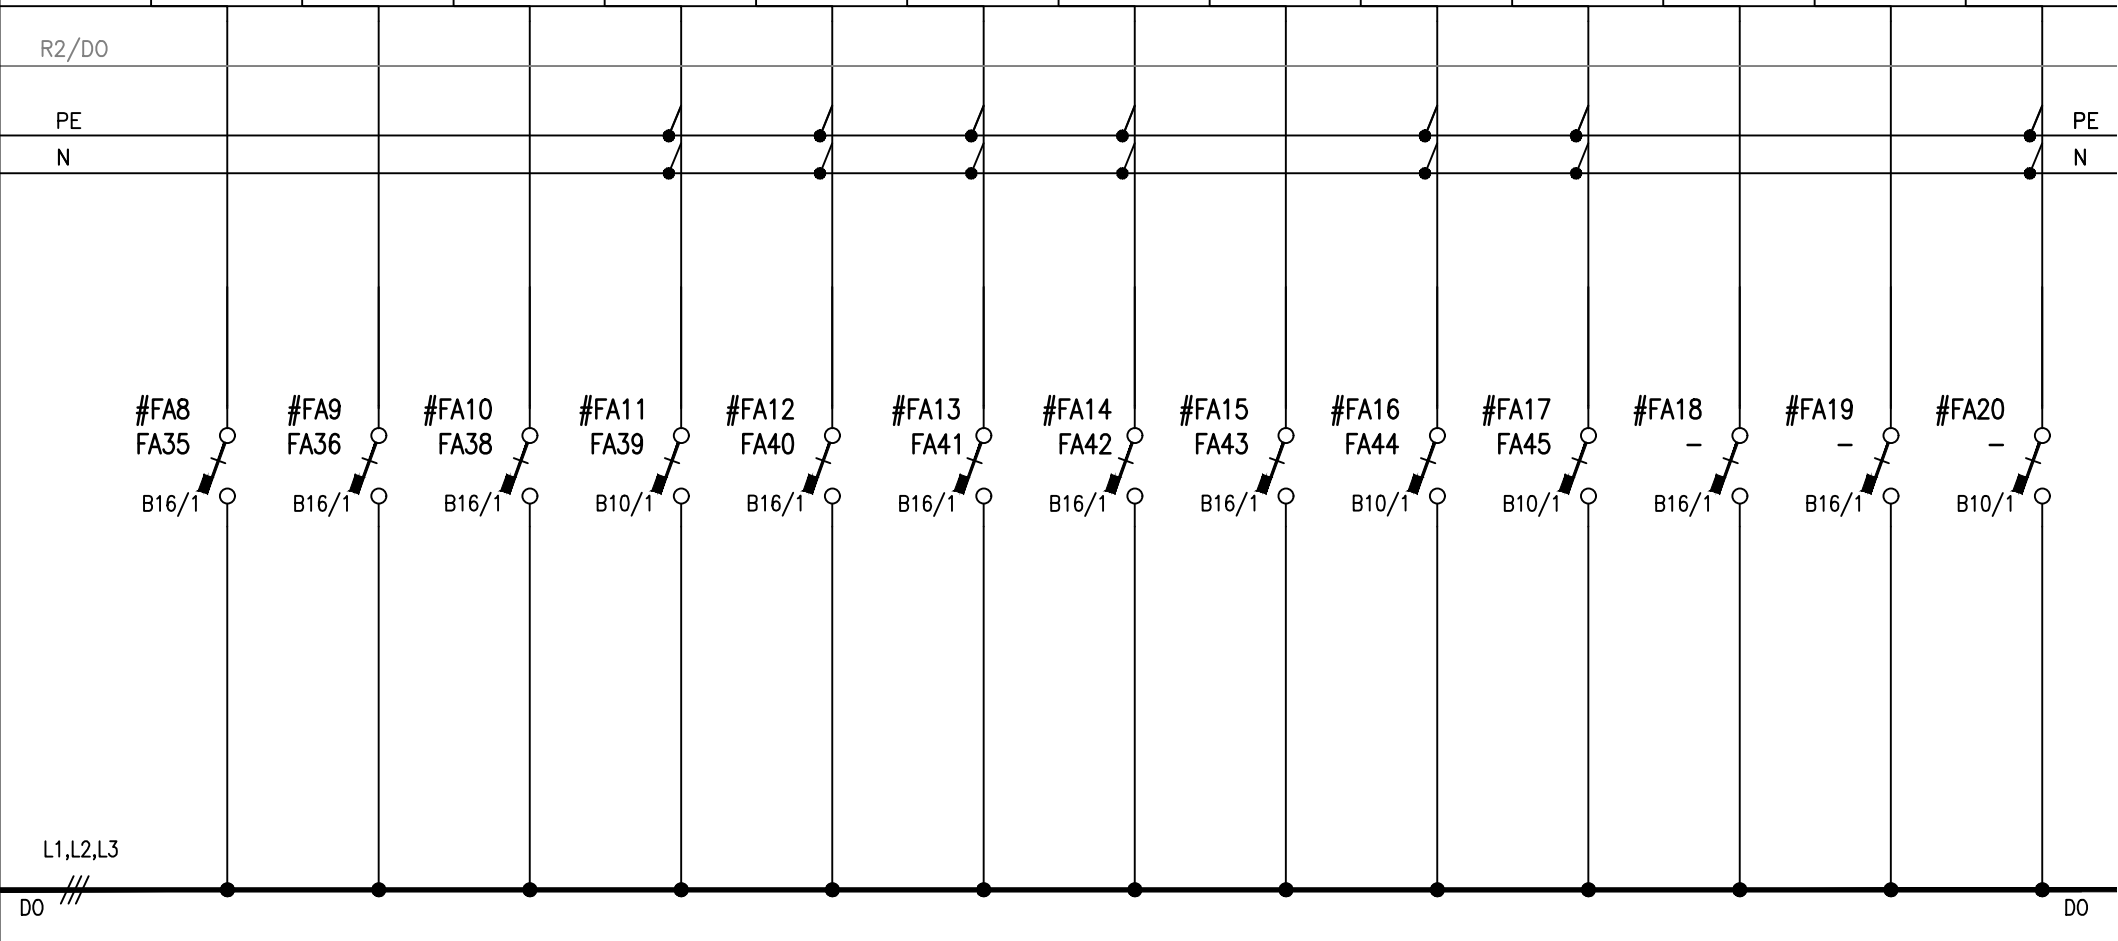 R2/DO
PE PE
N N
#FA8 #FA9 #FA10 #FA11 #FA12 #FA13 #FA14 #FA15 #FA16 #FA17 #FA18 #FA19 #FA20
FA35 FA36 FA38 FA39 FA40 FA41 FA42 FA43 FA44 FA45 – – –
B16/1 B16/1 B16/1 B10/1 B16/1 B16/1 B16/1 B16/1 B10/1 B10/1 B16/1 B16/1 B10/1
L1,L2,L3
DO DO